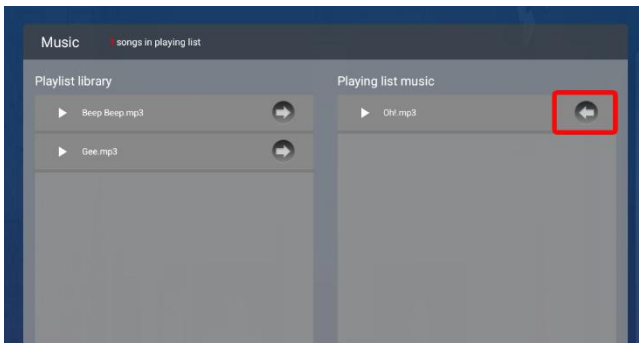 Music songs in playing list
Playlist library
Beep Beep.mp3
Gee.mp3
Playing list music
Oh!.mp3